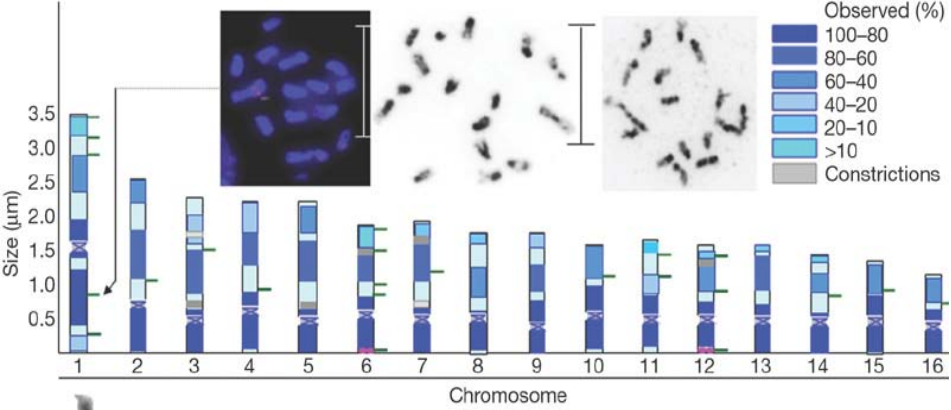 Observed (%)
100–80
80–60
60–40
40–20
20–10
>10
Constrictions
Size (μm)
3.5
3.0
2.5
2.0
1.5
1.0
0.5
1 2 3 4 5 6 7 8 9 10 11 12 13 14 15 16
Chromosome